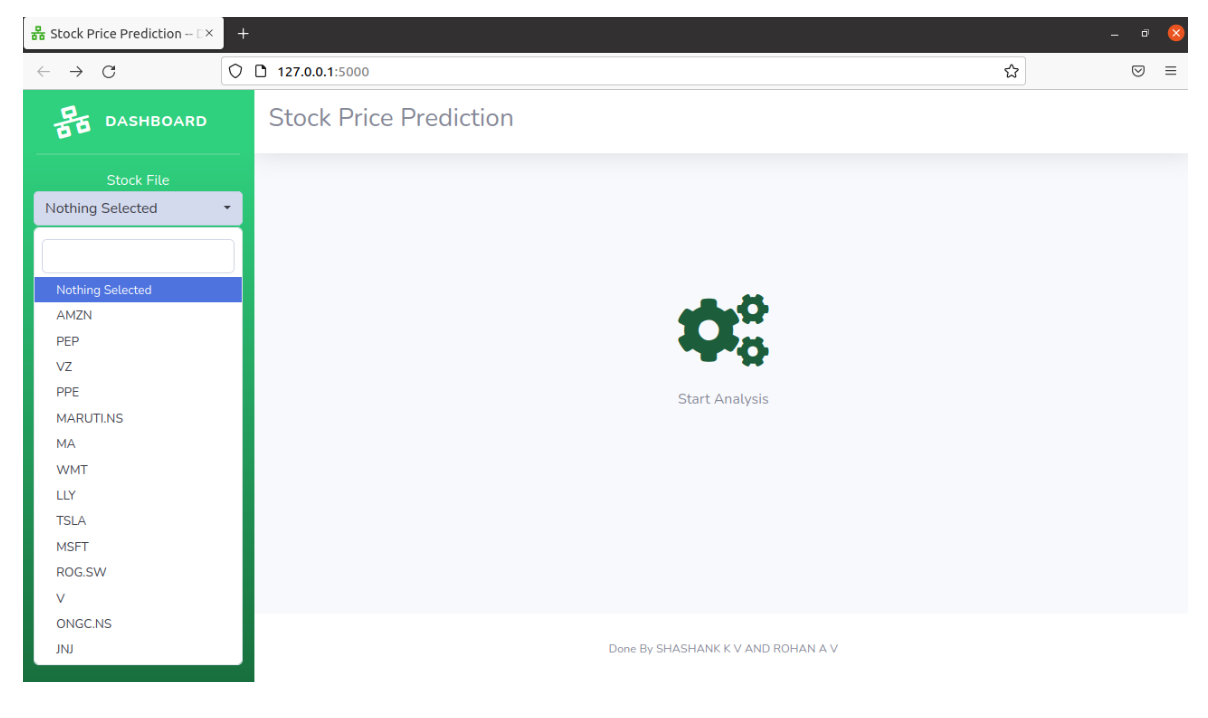 Stock Price Prediction -- D
127.0.0.1:5000
DASHBOARD
Stock Price Prediction
Stock File
Nothing Selected
Nothing Selected
AMZN
PEP
VZ
PPE
MARUTI.NS
MA
WMT
LLY
TSLA
MSFT
ROG.SW
V
ONGC.NS
JNJ
Start Analysis
Done By SHASHANK K V AND ROHAN A V